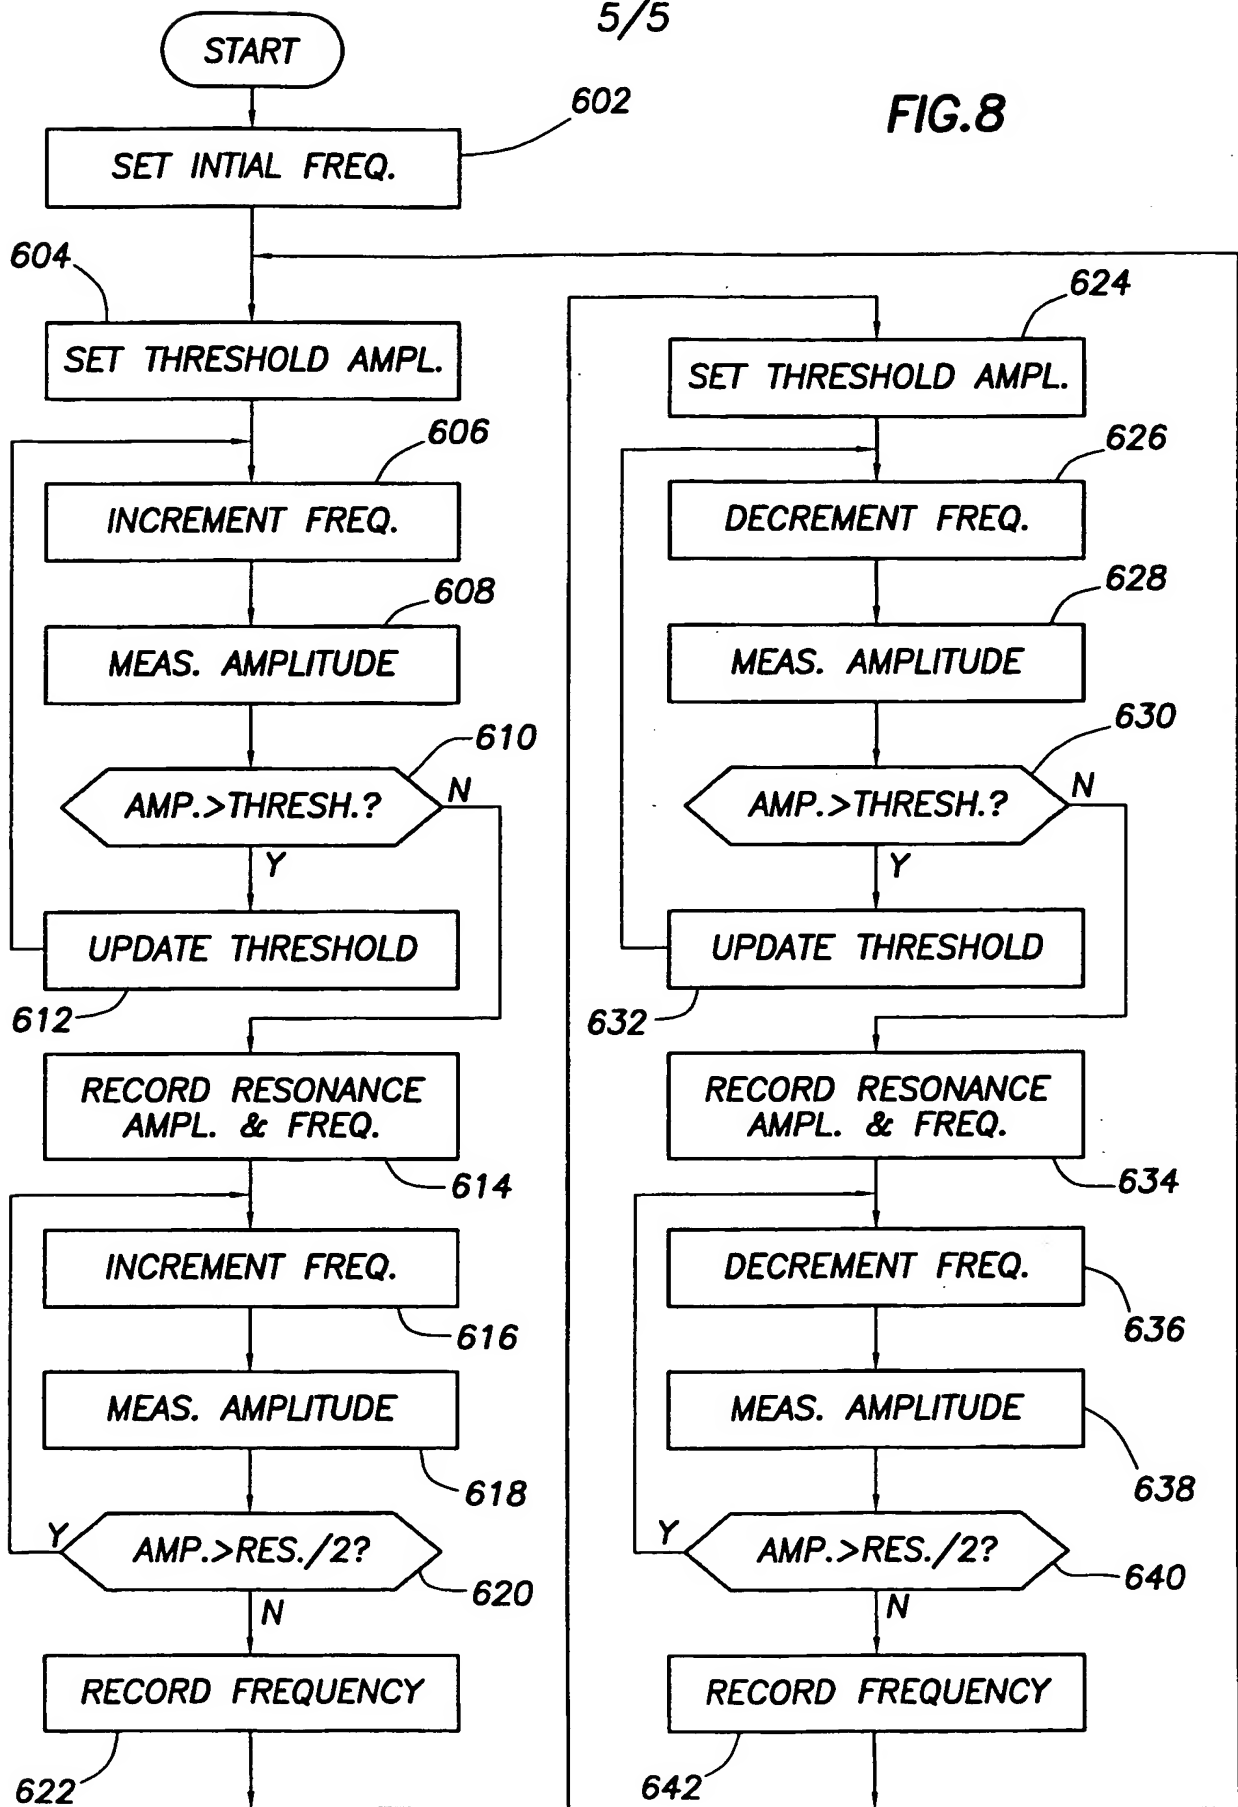 5/5
FIG.8
START
602
SET INTIAL FREQ.
604
SET THRESHOLD AMPL.
606
INCREMENT FREQ.
608
MEAS. AMPLITUDE
610
AMP.>THRESH.?
N
Y
UPDATE THRESHOLD
612
RECORD RESONANCE
AMPL. & FREQ.
614
INCREMENT FREQ.
616
MEAS. AMPLITUDE
618
Y
AMP.>RES./2?
620
N
RECORD FREQUENCY
622
624
SET THRESHOLD AMPL.
626
DECREMENT FREQ.
628
MEAS. AMPLITUDE
630
AMP.>THRESH.?
N
Y
UPDATE THRESHOLD
632
RECORD RESONANCE
AMPL. & FREQ.
634
DECREMENT FREQ.
636
MEAS. AMPLITUDE
638
Y
AMP.>RES./2?
640
N
RECORD FREQUENCY
642